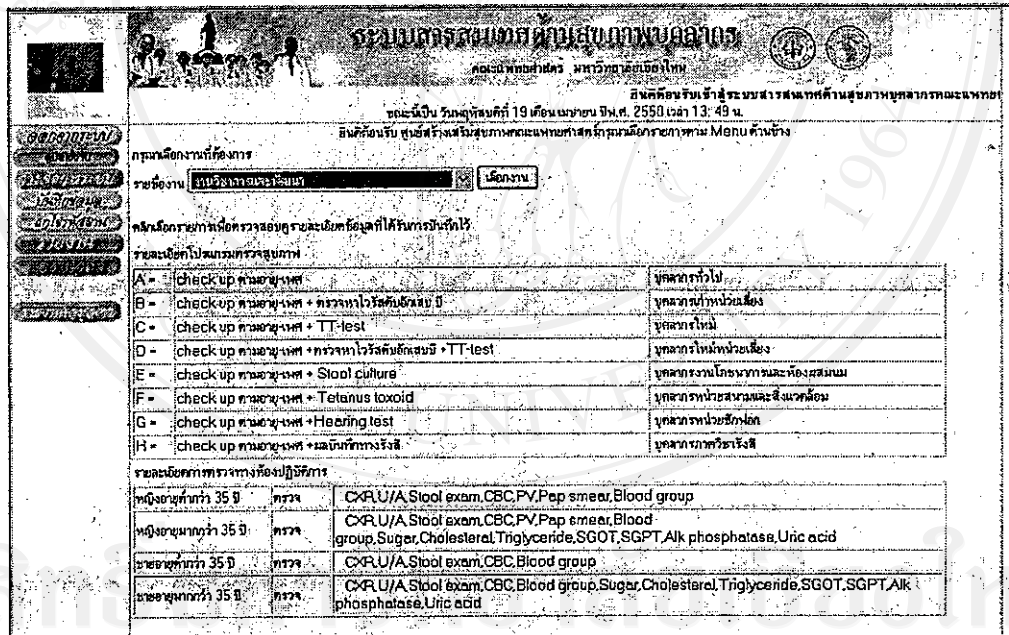 ระบบสารสนเทศด้านสุขภาพบุคลากร
คณะแพทยศาสตร์ มหาวิทยาลัยเชียงใหม่
ยินดีต้อนรับเข้าสู่ระบบสารสนเทศด้านสุขภาพบุคลากรคณะแพทย
ขณะนี้เป็น วันพฤหัสบดีที่ 19 เดือนเมษายน ปีพ.ศ. 2550 เวลา 13: 49 น.
ยินดีต้อนรับ ศูนย์สร้างเสริมสุขภาพคณะแพทยศาสตร์กรุณาเลือกรายการตาม Menu ด้านข้าง
ออกจากระบบ
กรุณาเลือกงานที่ต้องการ
รายชื่องาน งานวิชาการและพัฒนา เลือกงาน
คลิกเลือกรายการเพื่อตรวจสอบดูรายละเอียดข้อมูลที่ได้รับการบันทึกไว้
รายละเอียดโปรแกรมตรวจสุขภาพ
A = check up ตามอายุ-เพศ บุคลากรทั่วไป
B = check up ตามอายุ-เพศ + ตรวจหาไวรัสตับอักเสบ บี บุคลากรเก่าหน่วยเสี่ยง
C = check up ตามอายุ-เพศ + TT-test บุคลากรใหม่
D = check up ตามอายุ-เพศ +ตรวจหาไวรัสตับอักเสบบี +TT-test บุคลากรใหม่หน่วยเสี่ยง
E = check up ตามอายุ-เพศ + Stool culture บุคลากรงานโภชนาการและห้องผสมนม
F = check up ตามอายุ-เพศ + Tetanus toxoid บุคลากรหน่วยสนามและสิ่งแวดล้อม
G = check up ตามอายุ-เพศ +Hearing test บุคลากรหน่วยซักฟอก
H = check up ตามอายุ-เพศ +ผลบันทึกทางรังสี บุคลากรภาควิชารังสี
รายละเอียดการตรวจทางห้องปฏิบัติการ
หญิงอายุต่ำกว่า 35 ปี ตรวจ CXR,U/A,Stool exam,CBC,PV,Pap smear,Blood group
หญิงอายุมากกว่า 35 ปี ตรวจ CXR,U/A,Stool exam,CBC,PV,Pap smear,Blood
group,Sugar,Cholesteral,Triglyceride,SGOT,SGPT,Alk phosphatase,Uric acid
ชายอายุต่ำกว่า 35 ปี ตรวจ CXR,U/A,Stool exam,CBC,Blood group
ชายอายุมากกว่า 35 ปี ตรวจ CXR,U/A,Stool exam,CBC,Blood group,Sugar,Cholesteral,Triglyceride,SGOT,SGPT,Alk
phosphatase,Uric acid